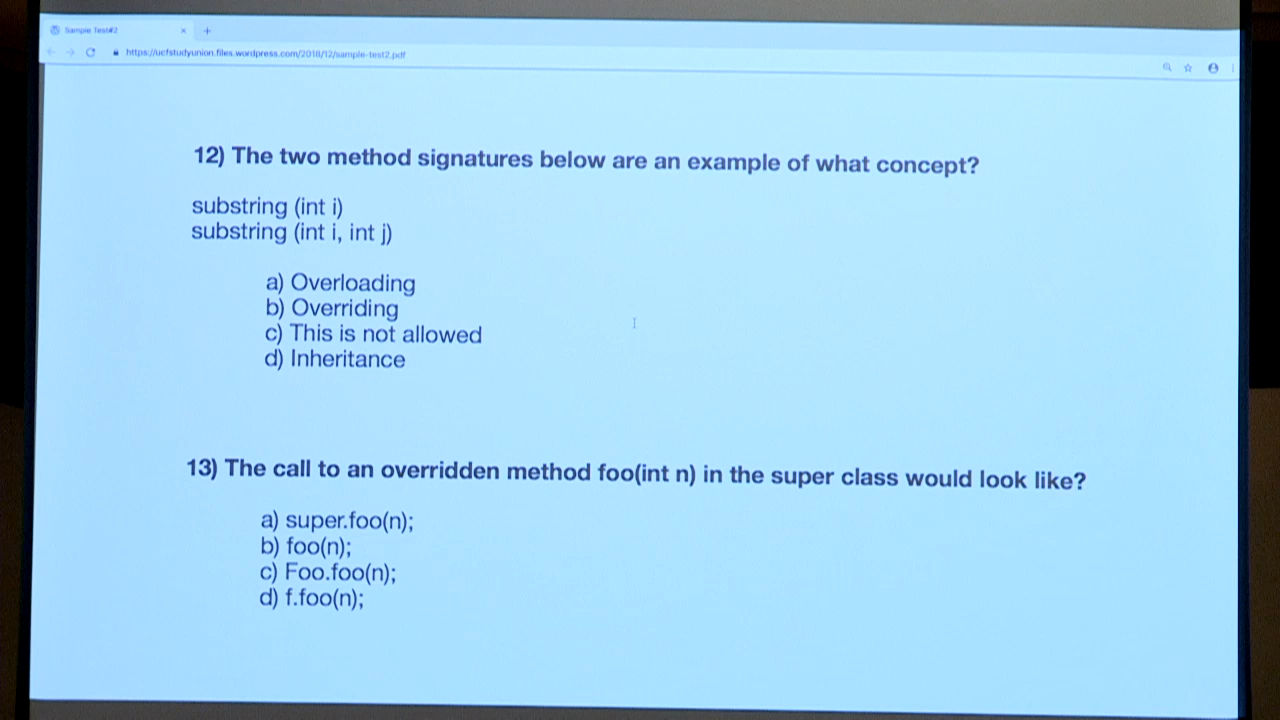 Sample Test#2
https://ucfstudyunion.files.wordpress.com/2018/12/sample-test2.pdf
12) The two method signatures below are an example of what concept?
substring (int i)
substring (int i, int j)
a) Overloading
b) Overriding
c) This is not allowed
d) Inheritance
13) The call to an overridden method foo(int n) in the super class would look like?
a) super.foo(n);
b) foo(n);
c) Foo.foo(n);
d) f.foo(n);